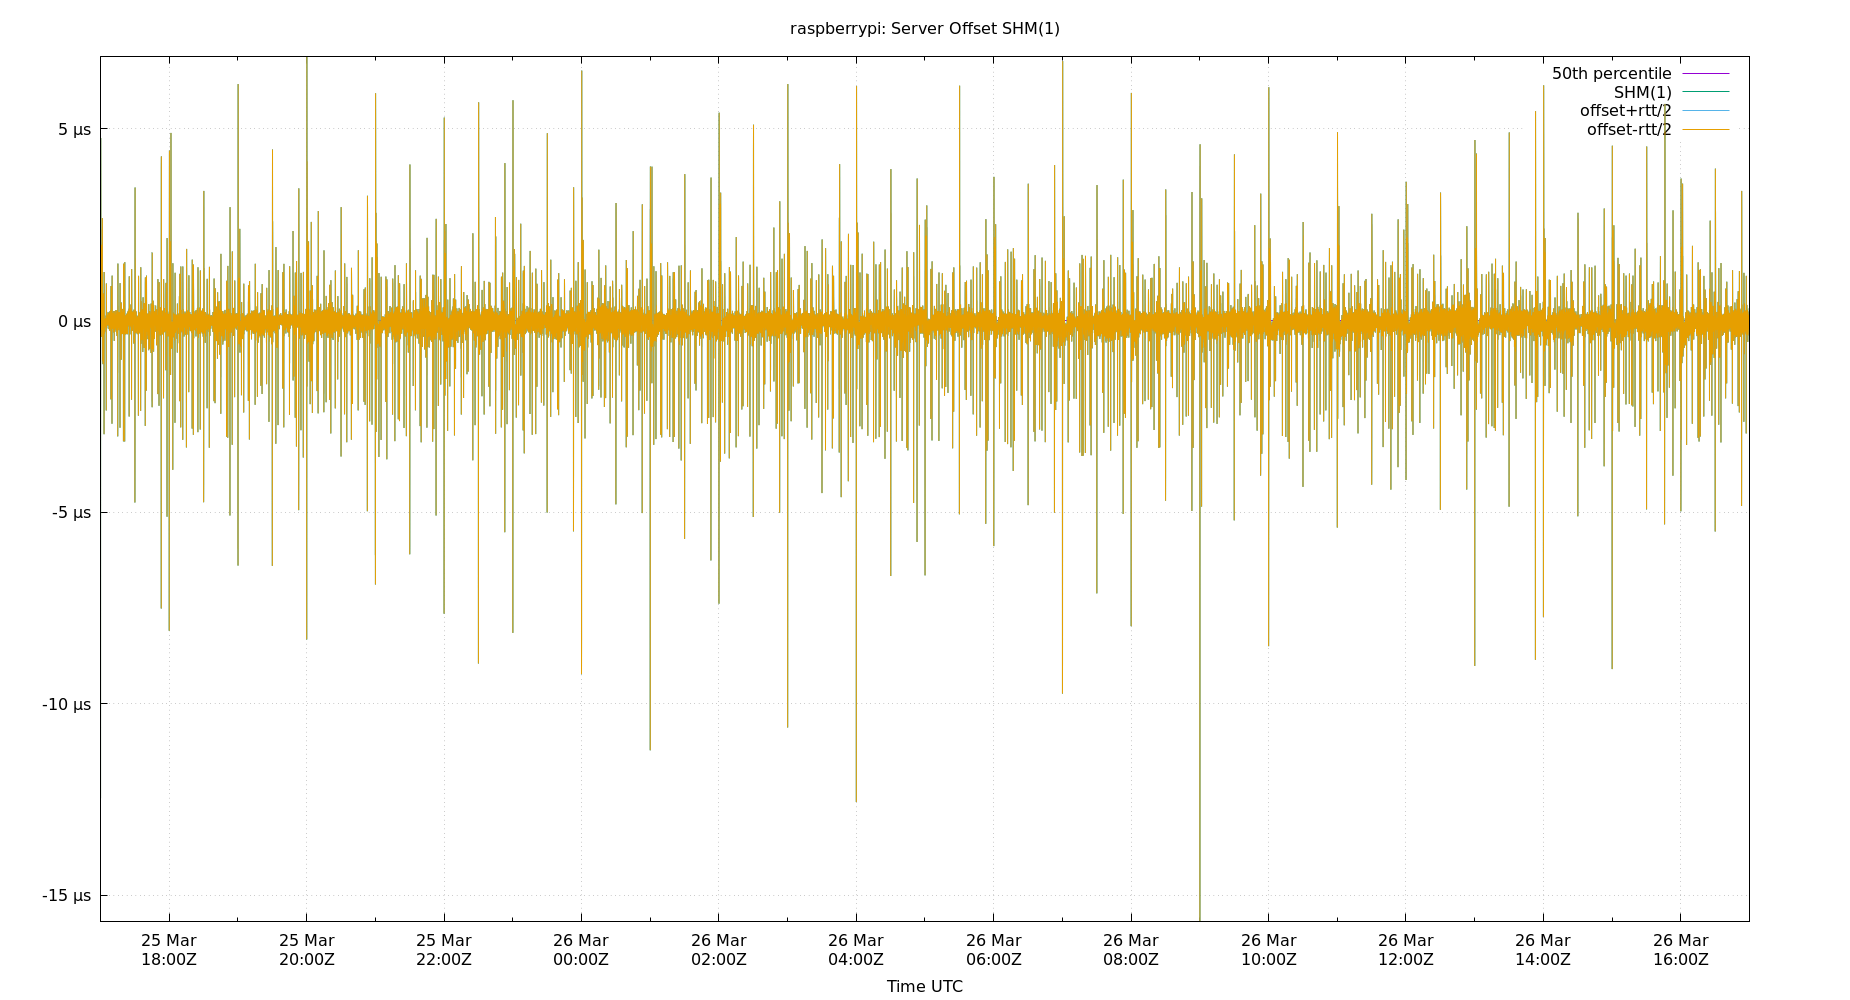 raspberrypi: Server Offset SHM(1)
50th percentile
SHM(1)
offset+rtt/2
offset-rtt/2
5 µs
0 µs
-5 µs
-10 µs
-15 µs
25 Mar 25 Mar 25 Mar 26 Mar 26 Mar 26 Mar 26 Mar 26 Mar 26 Mar 26 Mar 26 Mar 26 Mar
18:00Z 20:00Z 22:00Z 00:00Z 02:00Z 04:00Z 06:00Z 08:00Z 10:00Z 12:00Z 14:00Z 16:00Z
Time UTC